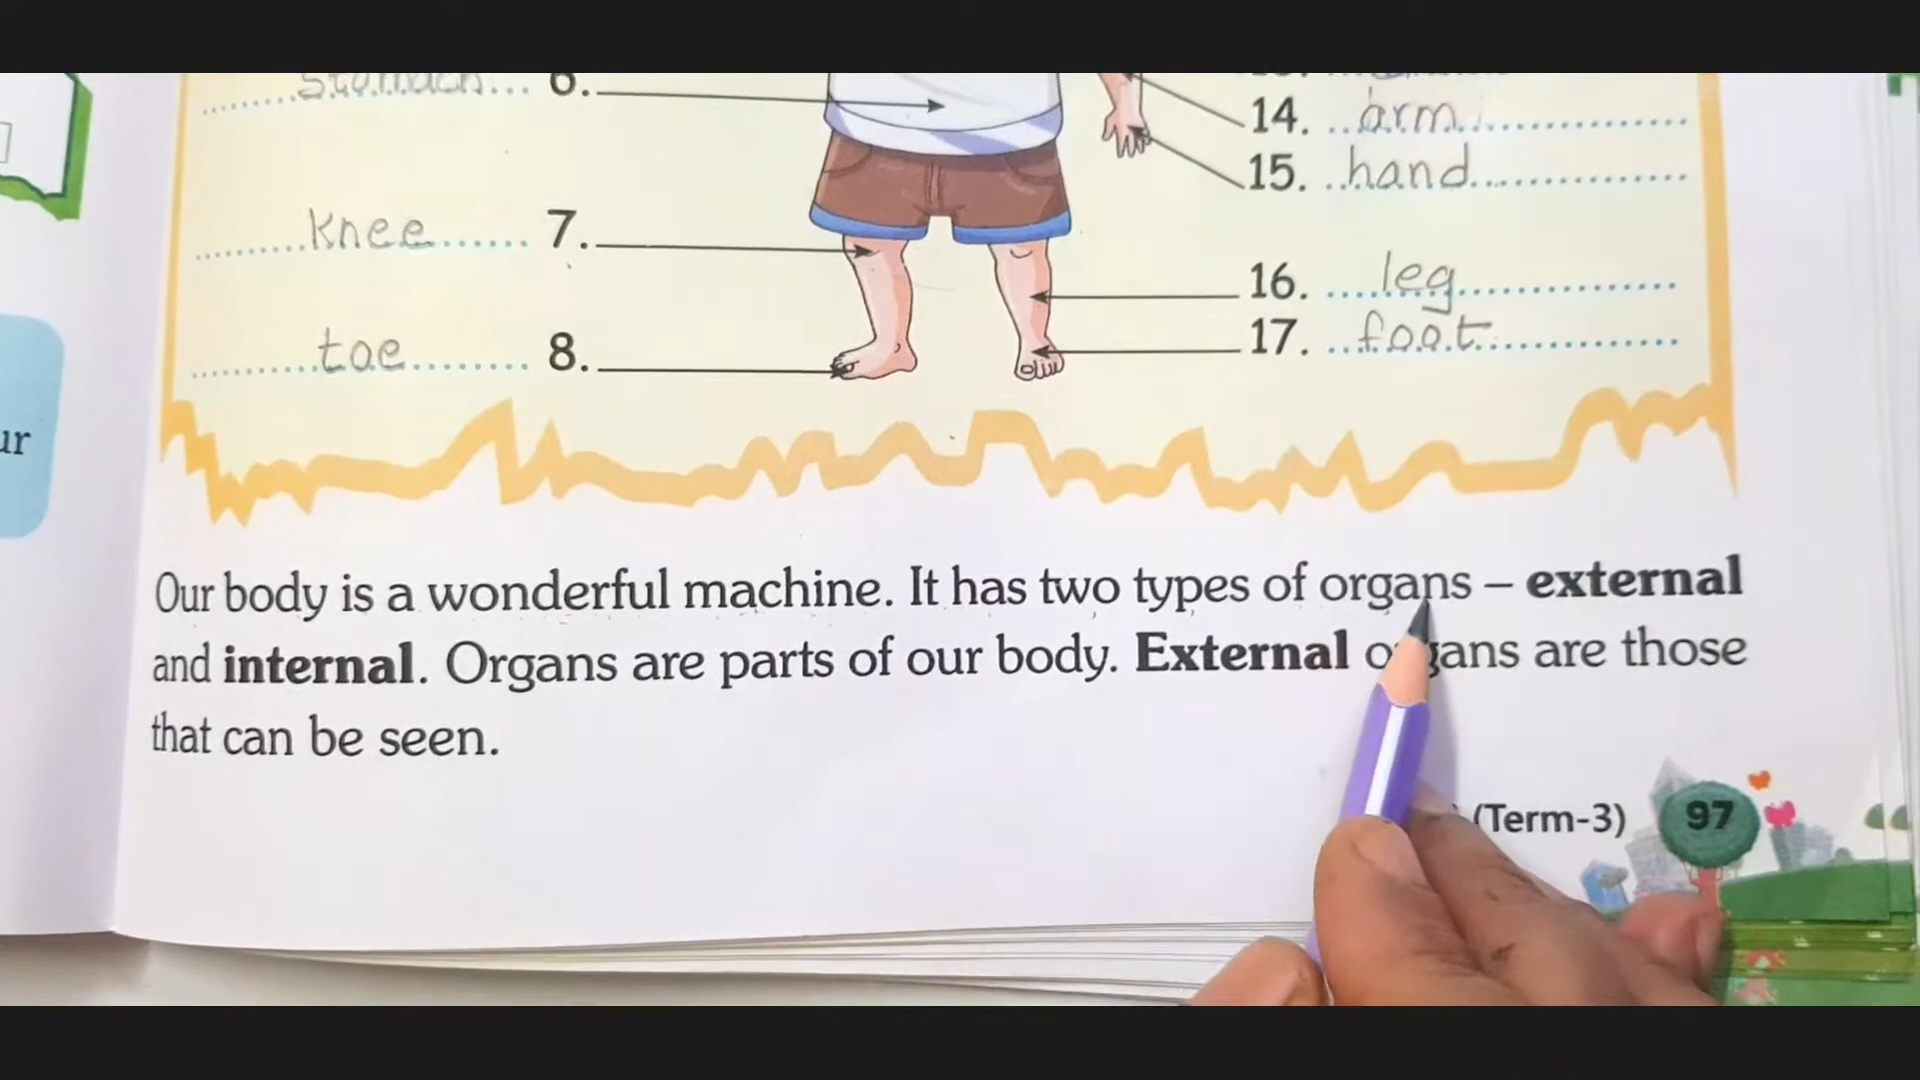 stomach 6.
14. arm
15. hand
knee 7.
16. leg
toe 8.
17. foot
ur
Our body is a wonderful machine. It has two types of organs – external
and internal. Organs are parts of our body. External organs are those
that can be seen.
(Term-3) 97